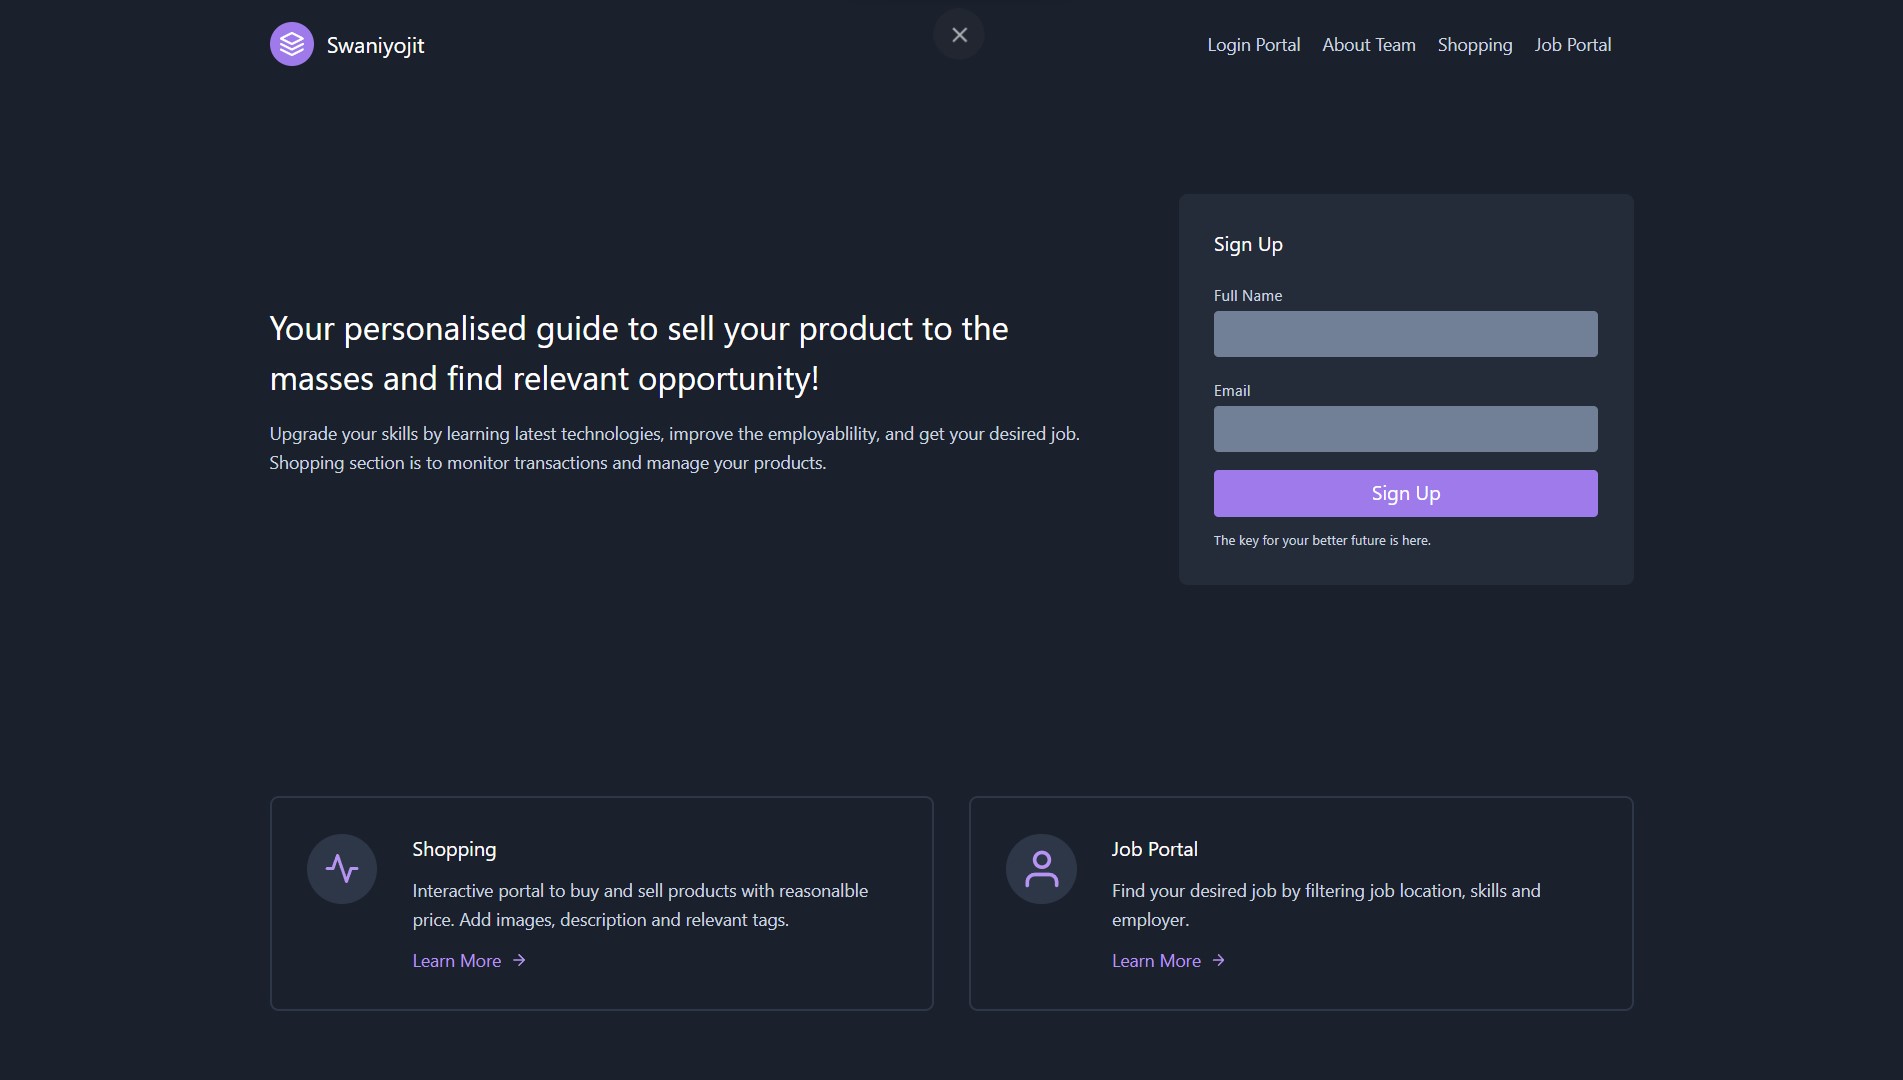 Swaniyojit
Login Portal
About Team
Shopping
Job Portal
Your personalised guide to sell your product to the
masses and find relevant opportunity!
Upgrade your skills by learning latest technologies, improve the employablility, and get your desired job.
Shopping section is to monitor transactions and manage your products.
Sign Up
Full Name
Email
Sign Up
The key for your better future is here.
Shopping
Interactive portal to buy and sell products with reasonalble
price. Add images, description and relevant tags.
Learn More
Job Portal
Find your desired job by filtering job location, skills and
employer.
Learn More